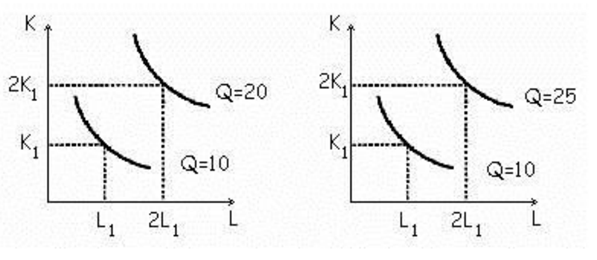 K
2K₁
Q=20
K₁
Q=10
L₁ 2L₁ L
K
2K₁
Q=25
K₁
Q=10
L₁ 2L₁ L